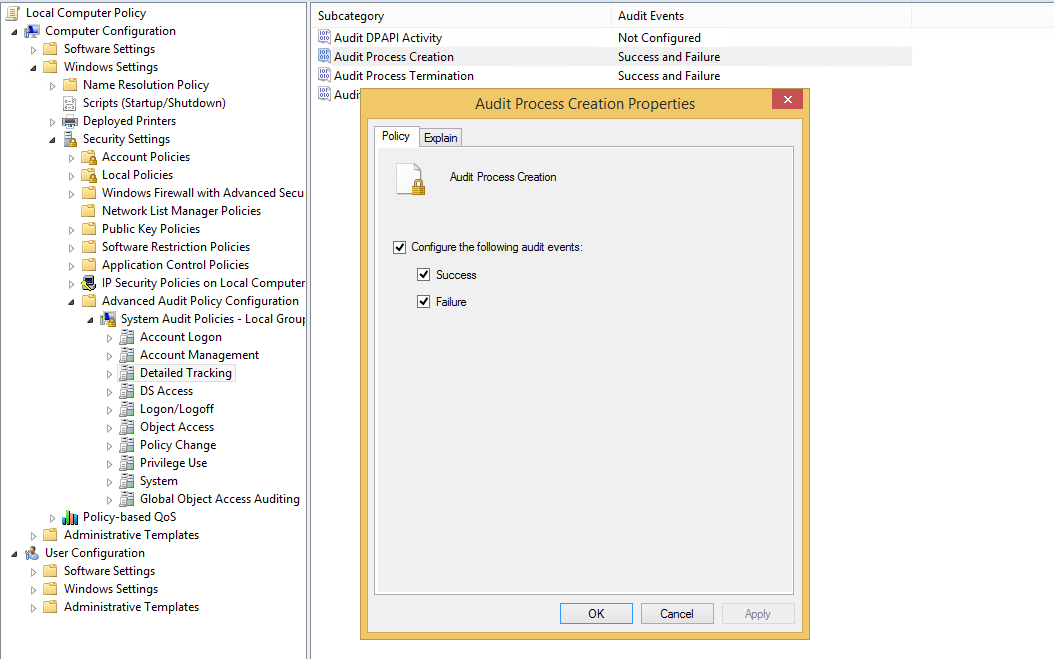 Local Computer Policy
Computer Configuration
Software Settings
Windows Settings
Name Resolution Policy
Scripts (Startup/Shutdown)
Deployed Printers
Security Settings
Account Policies
Local Policies
Windows Firewall with Advanced Secu
Network List Manager Policies
Public Key Policies
Software Restriction Policies
Application Control Policies
IP Security Policies on Local Computer
Advanced Audit Policy Configuration
System Audit Policies - Local Group
Account Logon
Account Management
Detailed Tracking
DS Access
Logon/Logoff
Object Access
Policy Change
Privilege Use
System
Global Object Access Auditing
Policy-based QoS
Administrative Templates
User Configuration
Software Settings
Windows Settings
Administrative Templates
Subcategory Audit Events
Audit DPAPI Activity Not Configured
Audit Process Creation Success and Failure
Audit Process Termination Success and Failure
Audi
Audit Process Creation Properties
Policy Explain
Audit Process Creation
Configure the following audit events:
Success
Failure
OK Cancel Apply